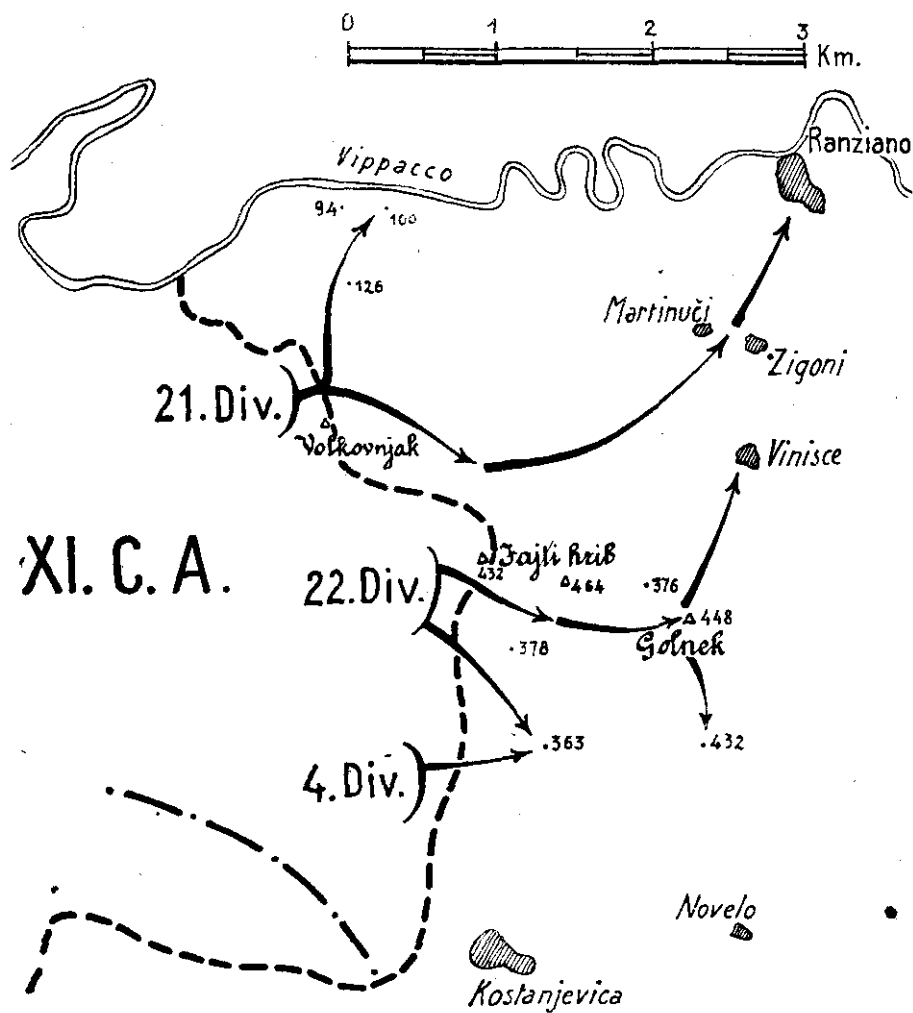 0 1 2 3
Km.
Ranziano
Vippacco
94
100
126
Martinuči
Zigoni
21. Div.
Volkovnjak
Vinisce
XI. C. A.
Fajti hrib
432
464
376
22. Div.
448
Golnek
378
363
432
4. Div.
Novelo
Kostanjevica